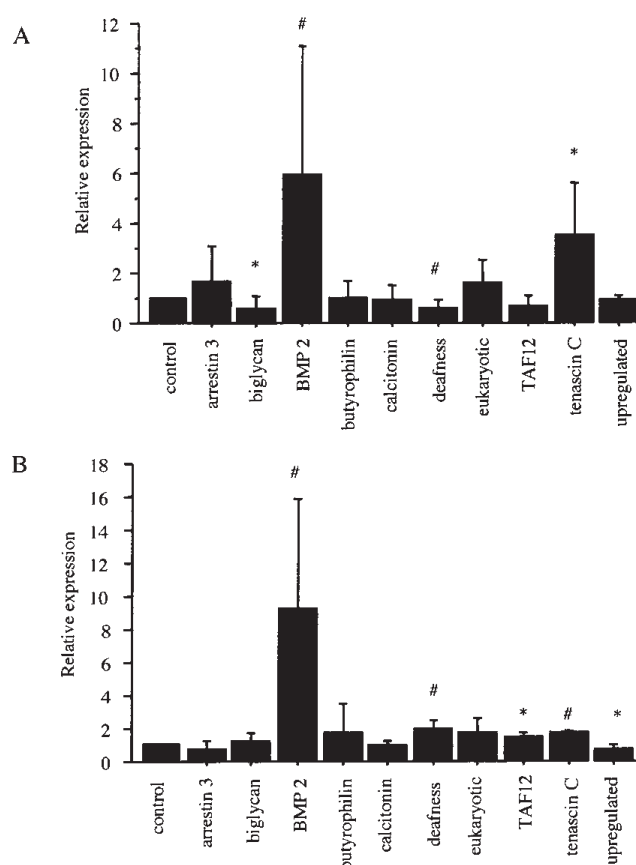 A
#
12
10
8
6
4
2
0
Relative expression
*
#
*
control
arrestin 3
biglycan
BMP 2
butyrophilin
calcitonin
deafness
eukaryotic
TAF12
tenascin C
upregulated
B
18
16
14
12
10
8
6
4
2
0
Relative expression
#
#
*
#
*
control
arrestin 3
biglycan
BMP 2
butyrophilin
calcitonin
deafness
eukaryotic
TAF12
tenascin C
upregulated